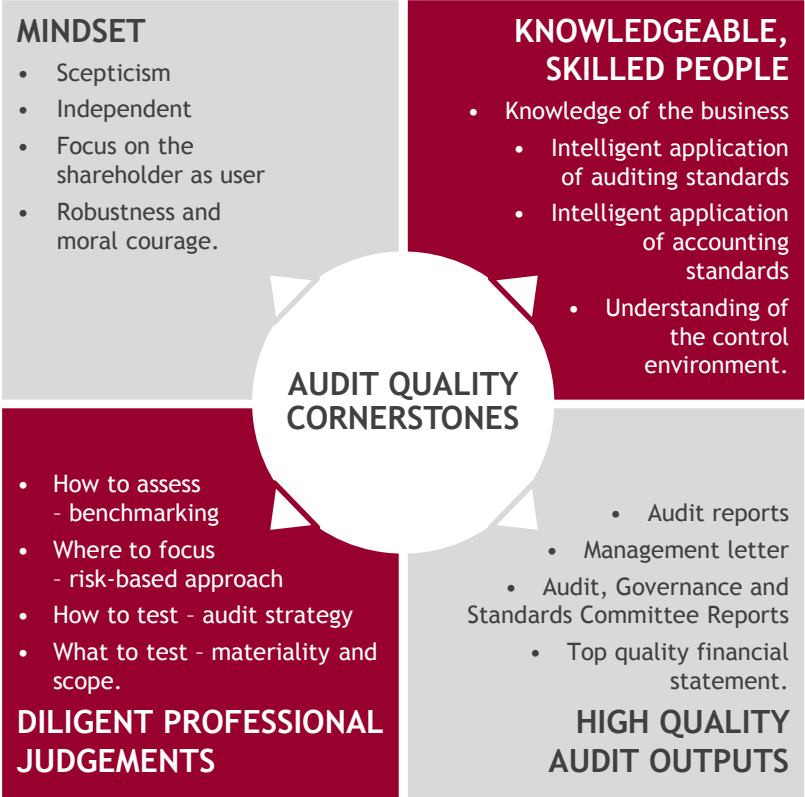 MINDSET
• Scepticism
• Independent
• Focus on the
shareholder as user
• Robustness and
moral courage.
KNOWLEDGEABLE,
SKILLED PEOPLE
• Knowledge of the business
• Intelligent application
of auditing standards
• Intelligent application
of accounting
standards
• Understanding of
the control
environment.
AUDIT QUALITY
CORNERSTONES
• How to assess
– benchmarking
• Where to focus
– risk-based approach
• How to test – audit strategy
• What to test – materiality and
scope.
DILIGENT PROFESSIONAL
JUDGEMENTS
• Audit reports
• Management letter
• Audit, Governance and
Standards Committee Reports
• Top quality financial
statement.
HIGH QUALITY
AUDIT OUTPUTS